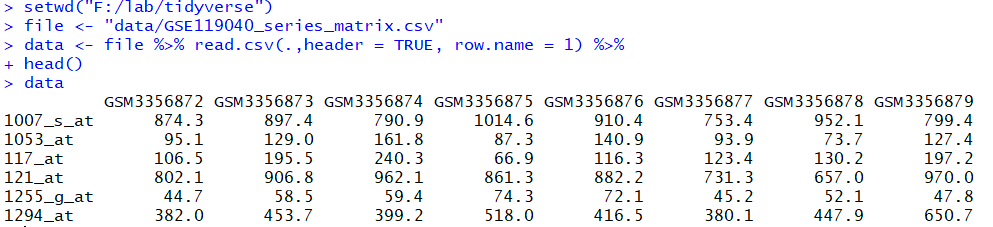 > setwd("F:/lab/tidyverse")
> file <- "data/GSE119040_series_matrix.csv"
> data <- file %>% read.csv(.,header = TRUE, row.name = 1) %>%
+ head()
> data
GSM3356872 GSM3356873 GSM3356874 GSM3356875 GSM3356876 GSM3356877 GSM3356878 GSM3356879
1007_s_at 874.3 897.4 790.9 1014.6 910.4 753.4 952.1 799.4
1053_at 95.1 129.0 161.8 87.3 140.9 93.9 73.7 127.4
117_at 106.5 195.5 240.3 66.9 116.3 123.4 130.2 197.2
121_at 802.1 906.8 962.1 861.3 882.2 731.3 657.0 970.0
1255_g_at 44.7 58.5 59.4 74.3 72.1 45.2 52.1 47.8
1294_at 382.0 453.7 399.2 518.0 416.5 380.1 447.9 650.7